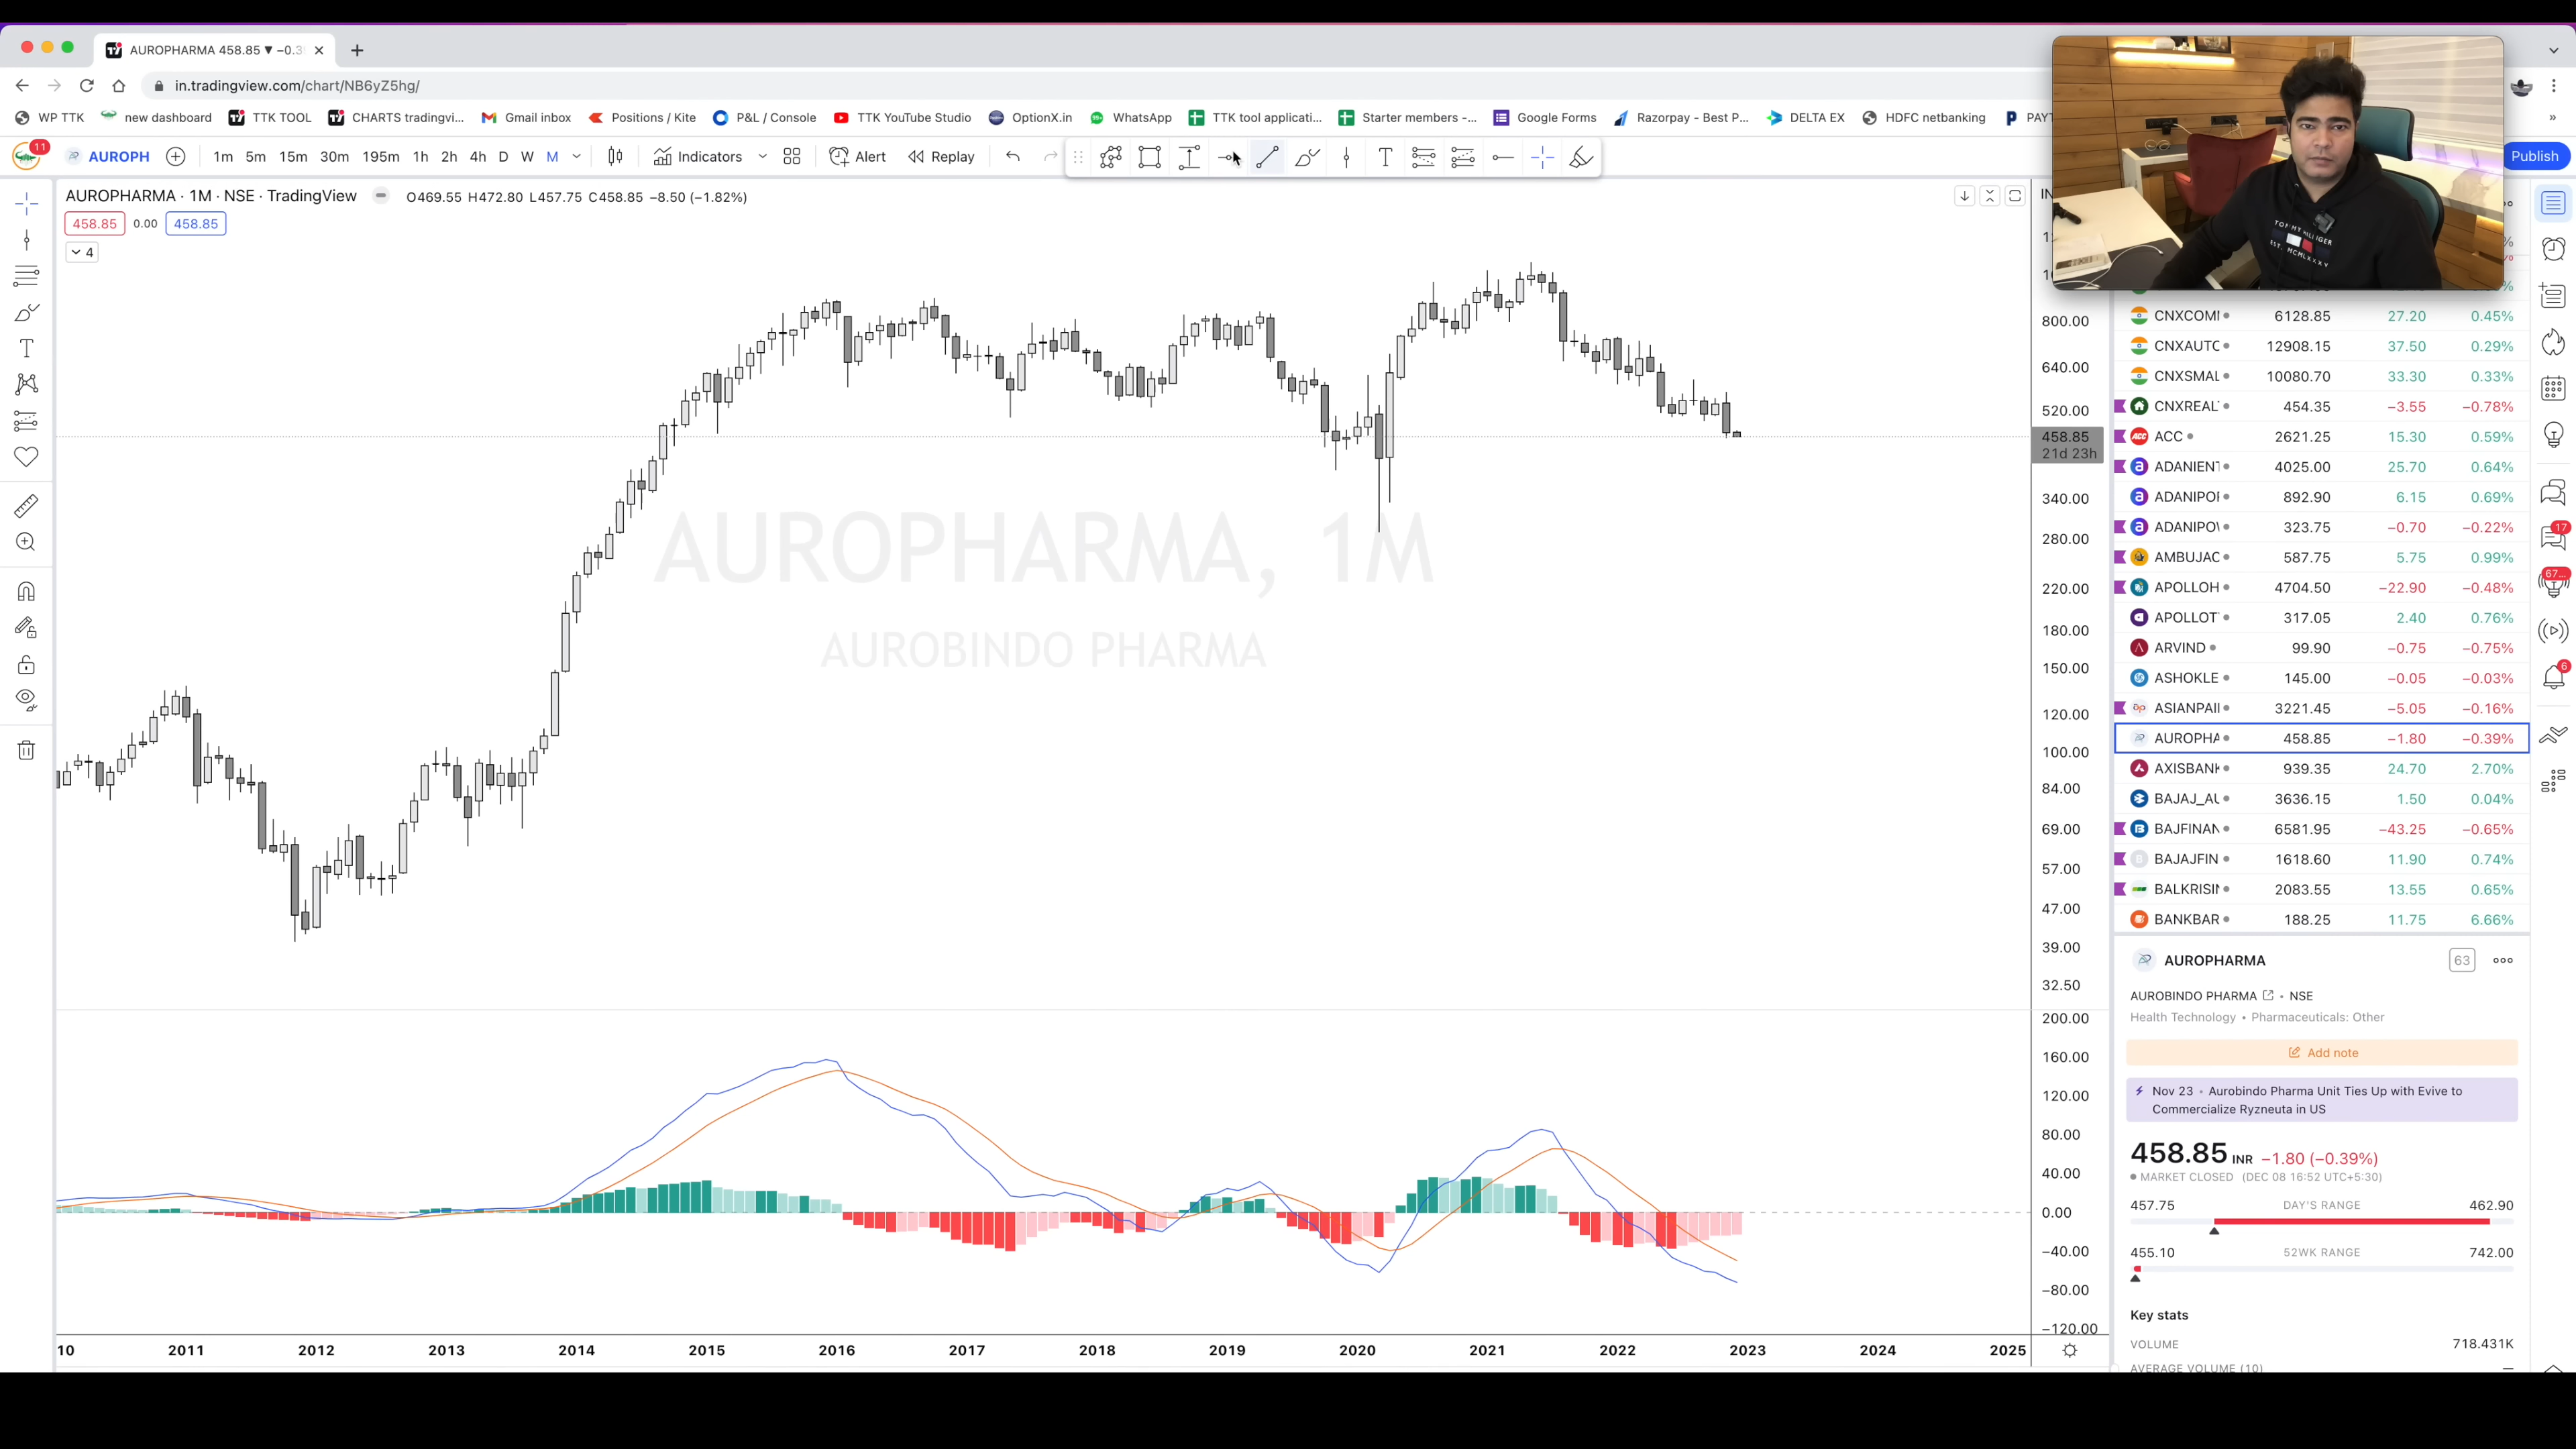 AUROPHARMA 458.85 ▼ −0.3
in.tradingview.com/chart/NB6yZ5hg/
WP TTK new dashboard TTK TOOL CHARTS tradingvi... Gmail inbox Positions / Kite P&L / Console TTK YouTube Studio OptionX.in WhatsApp TTK tool applicati... Starter members -... Google Forms Razorpay - Best P... DELTA EX HDFC netbanking PAYT
11 AUROPH 1m 5m 15m 30m 195m 1h 2h 4h D W M Indicators Alert Replay Publish
AUROPHARMA · 1M · NSE · TradingView O469.55 H472.80 L457.75 C458.85 −8.50 (−1.82%)
458.85 0.00 458.85
4
TOMMY HILFIGER
EST. MCMLXXXV
800.00
640.00
520.00
458.85
21d 23h
340.00
280.00
220.00
180.00
150.00
120.00
100.00
84.00
69.00
57.00
47.00
39.00
32.50
200.00
160.00
120.00
80.00
40.00
0.00
−40.00
−80.00
−120.00
AUROPHARMA, 1M
AUROBINDO PHARMA
10 2011 2012 2013 2014 2015 2016 2017 2018 2019 2020 2021 2022 2023 2024 2025
CNXCOM 6128.85 27.20 0.45%
CNXAUTO 12908.15 37.50 0.29%
CNXSMAL 10080.70 33.30 0.33%
CNXREAL 454.35 −3.55 −0.78%
ACC 2621.25 15.30 0.59%
ADANIENT 4025.00 25.70 0.64%
ADANIPO 892.90 6.15 0.69%
ADANIPO 323.75 −0.70 −0.22%
AMBUJAC 587.75 5.75 0.99%
APOLLOH 4704.50 −22.90 −0.48%
APOLLOT 317.05 2.40 0.76%
ARVIND 99.90 −0.75 −0.75%
ASHOKLE 145.00 −0.05 −0.03%
ASIANPAI 3221.45 −5.05 −0.16%
AUROPHA 458.85 −1.80 −0.39%
AXISBANK 939.35 24.70 2.70%
BAJAJ_AU 3636.15 1.50 0.04%
BAJFINAN 6581.95 −43.25 −0.65%
BAJAJFIN 1618.60 11.90 0.74%
BALKRISI 2083.55 13.55 0.65%
BANKBAR 188.25 11.75 6.66%
17
67...
6
AUROPHARMA 63
AUROBINDO PHARMA • NSE
Health Technology • Pharmaceuticals: Other
Add note
Nov 23 • Aurobindo Pharma Unit Ties Up with Evive to
Commercialize Ryzneuta in US
458.85 INR −1.80 (−0.39%)
MARKET CLOSED (DEC 08 16:52 UTC+5:30)
457.75 DAY'S RANGE 462.90
455.10 52WK RANGE 742.00
Key stats
VOLUME 718.431K
AVERAGE VOLUME (10) —